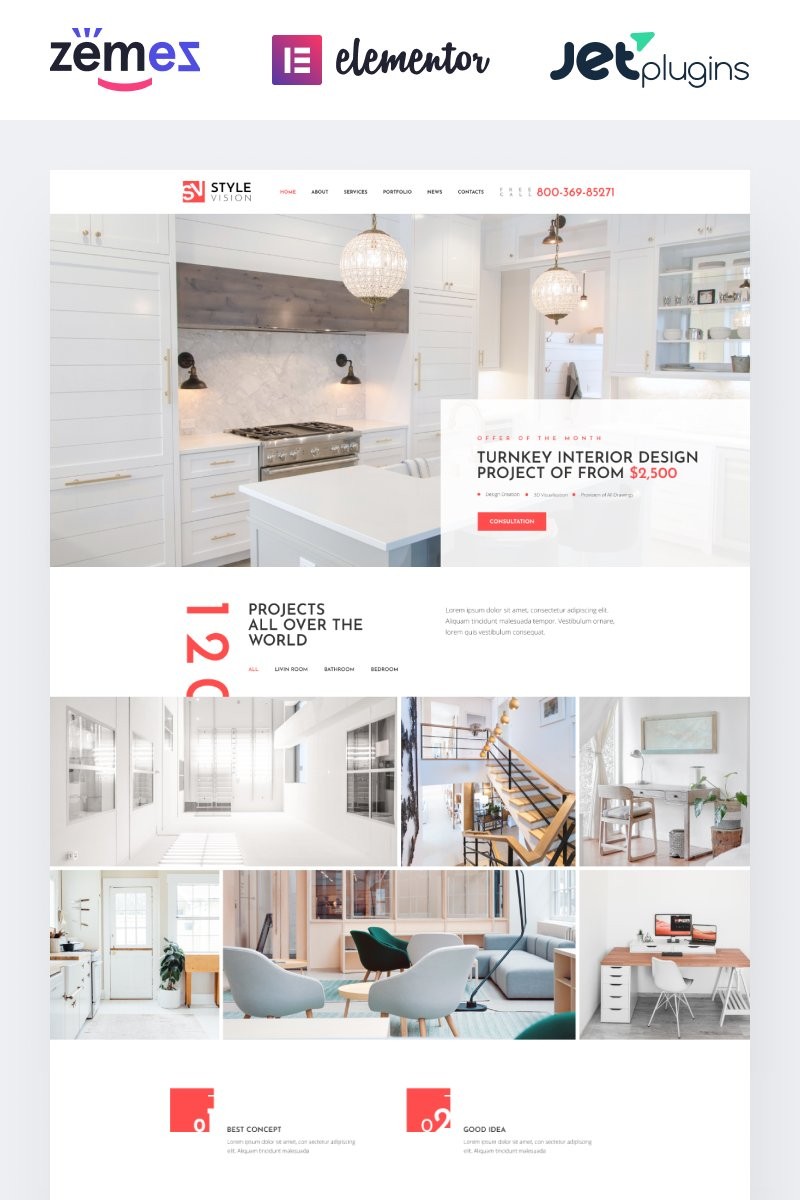 zemez
elementor
Jetplugins
SV STYLE VISION
HOME ABOUT SERVICES PORTFOLIO NEWS CONTACTS
FREE CALL 800-369-85271
OFFER OF THE MONTH
TURNKEY INTERIOR DESIGN
PROJECT OF FROM $2,500
Design Creation 3D Visualisation Provision of All Drawings
CONSULTATION
120
PROJECTS
ALL OVER THE
WORLD
Lorem ipsum dolor sit amet, consectetur adipiscing elit.
Aliquam tincidunt malesuada tempor. Vestibulum ornare,
lorem quis vestibulum consequat.
ALL LIVIN ROOM BATHROOM BEDROOM
01
BEST CONCEPT
Lorem ipsum dolor sit amet, con sectetur adipiscing
elit. Aliquam tincidunt malesuada
02
GOOD IDEA
Lorem ipsum dolor sit amet, con sectetur adipiscing
elit. Aliquam tincidunt malesuada